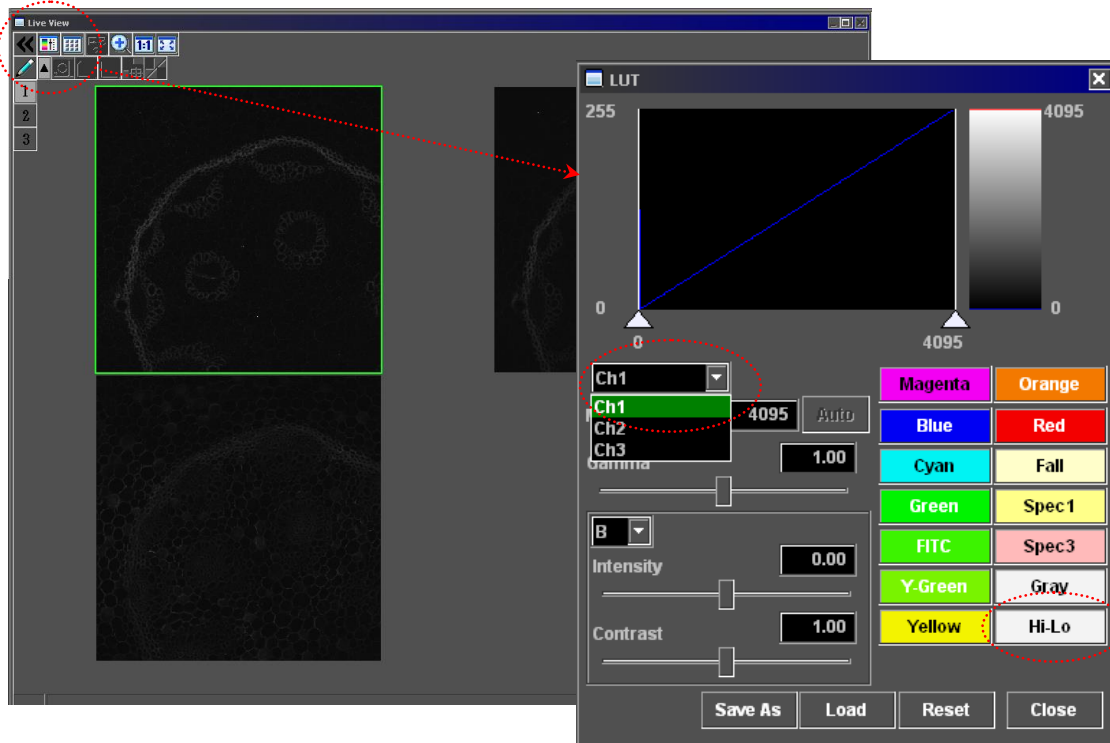 Live View
1:1
1
2
3
LUT
255
4095
0
0
0
4095
Ch1
Ch1
Ch2
Ch3
4095
Auto
Gamma
1.00
B
Intensity
0.00
Contrast
1.00
Magenta
Orange
Blue
Red
Cyan
Fall
Green
Spec1
FITC
Spec3
Y-Green
Gray
Yellow
Hi-Lo
Save As
Load
Reset
Close